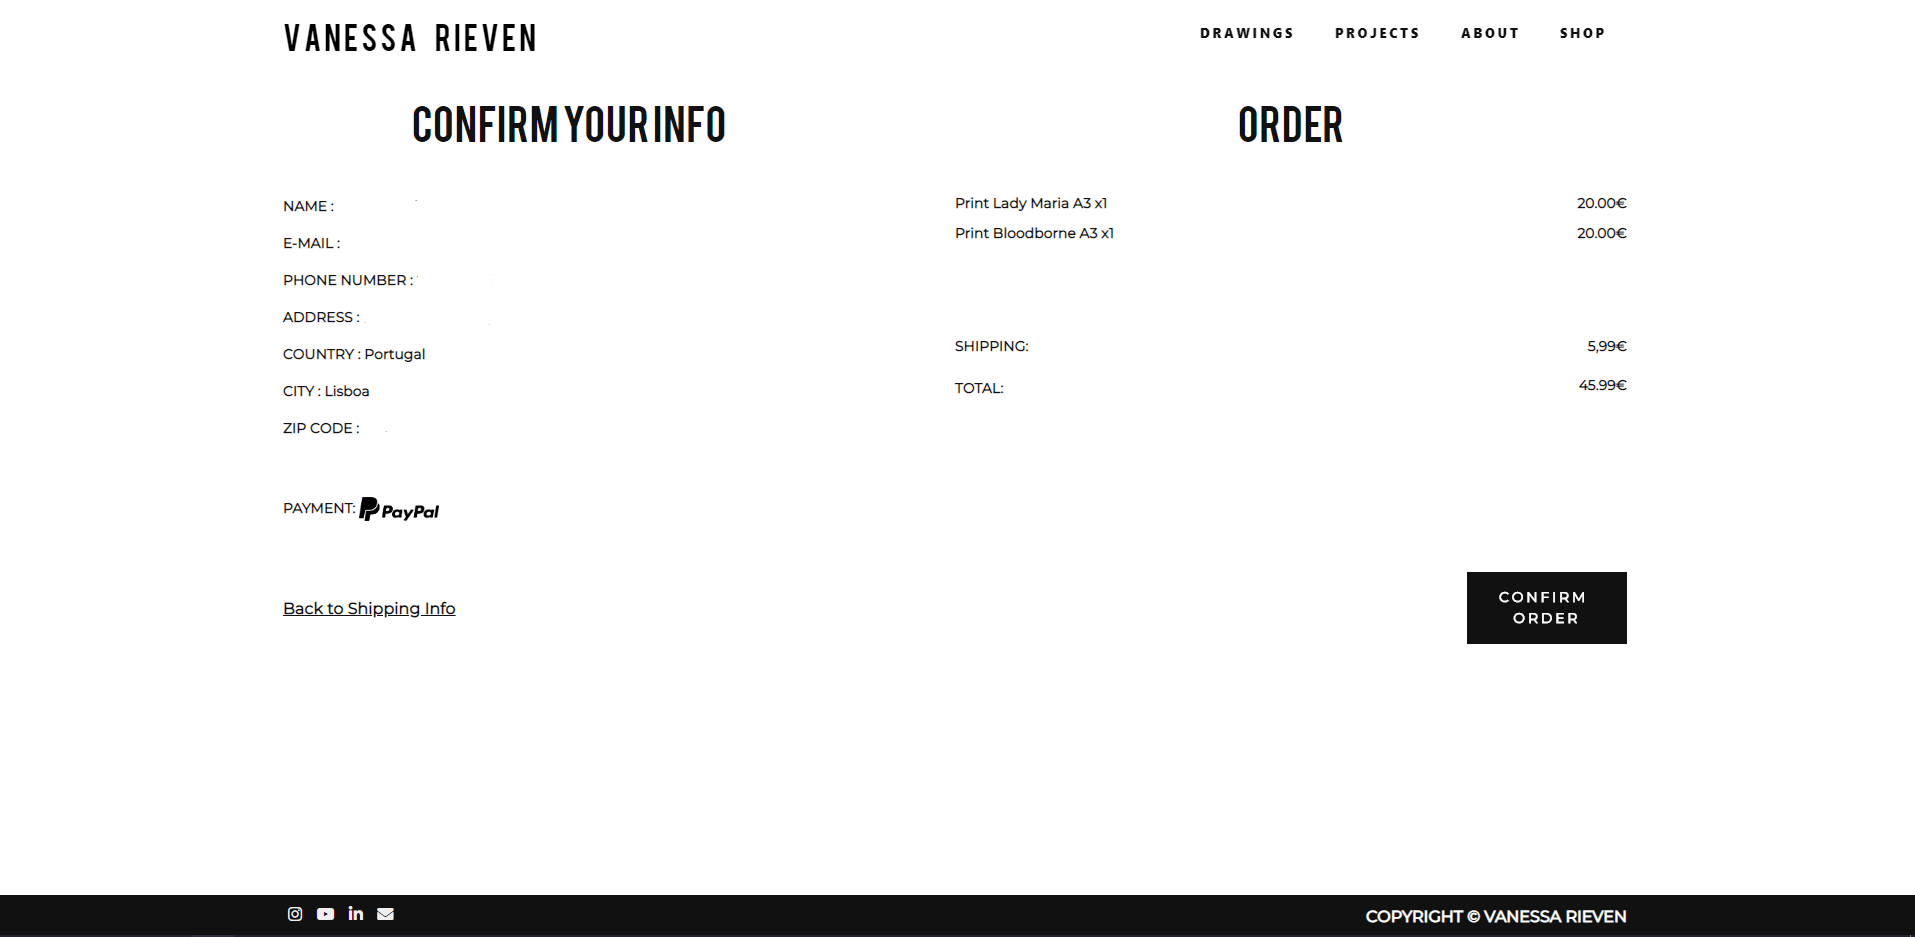 VANESSA RIEVEN
DRAWINGS PROJECTS ABOUT SHOP
CONFIRM YOUR INFO
NAME :
E-MAIL :
PHONE NUMBER :
ADDRESS :
COUNTRY : Portugal
CITY : Lisboa
ZIP CODE :
PAYMENT: PayPal
Back to Shipping Info
ORDER
Print Lady Maria A3 x1 20.00€
Print Bloodborne A3 x1 20.00€
SHIPPING: 5,99€
TOTAL: 45.99€
CONFIRM
ORDER
COPYRIGHT © VANESSA RIEVEN